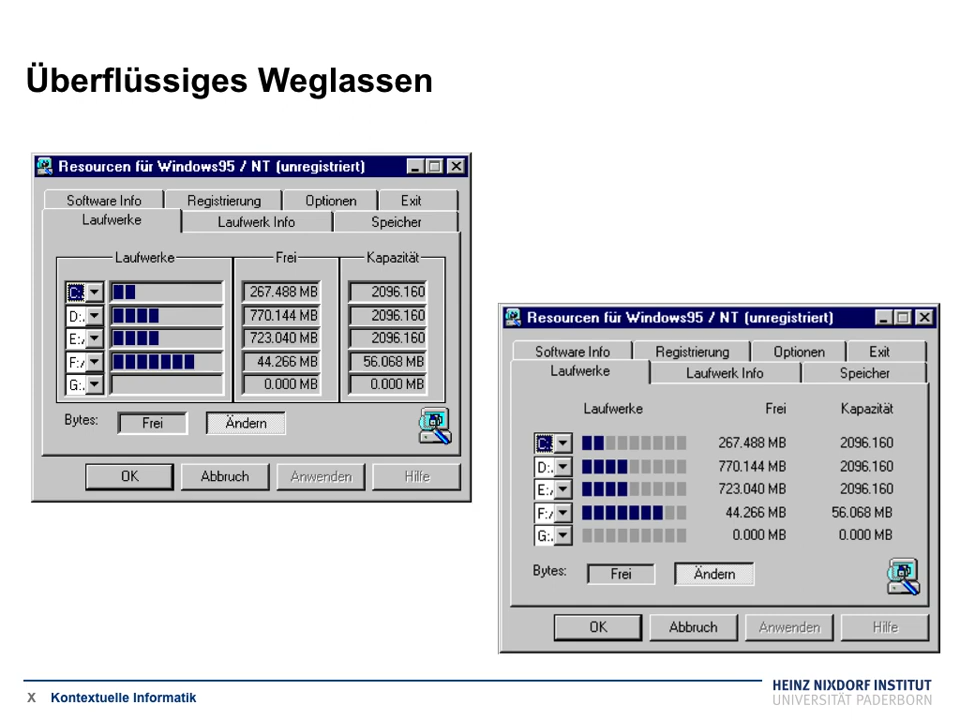 Überflüssiges Weglassen
Resourcen für Windows95 / NT (unregistriert)
Software Info Registrierung Optionen Exit
Laufwerke Laufwerk Info Speicher
Laufwerke Frei Kapazität
C: 267.488 MB 2096.160
D:. 770.144 MB 2096.160
E:/ 723.040 MB 2096.160
F:/ 44.266 MB 56.068 MB
G:. 0.000 MB 0.000 MB
Bytes: Frei Ändern
OK Abbruch Anwenden Hilfe
Resourcen für Windows95 / NT (unregistriert)
Software Info Registrierung Optionen Exit
Laufwerke Laufwerk Info Speicher
Laufwerke Frei Kapazität
C: 267.488 MB 2096.160
D:. 770.144 MB 2096.160
E:/ 723.040 MB 2096.160
F:/ 44.266 MB 56.068 MB
G:. 0.000 MB 0.000 MB
Bytes: Frei Ändern
OK Abbruch Anwenden Hilfe
X Kontextuelle Informatik
HEINZ NIXDORF INSTITUT
UNIVERSITÄT PADERBORN